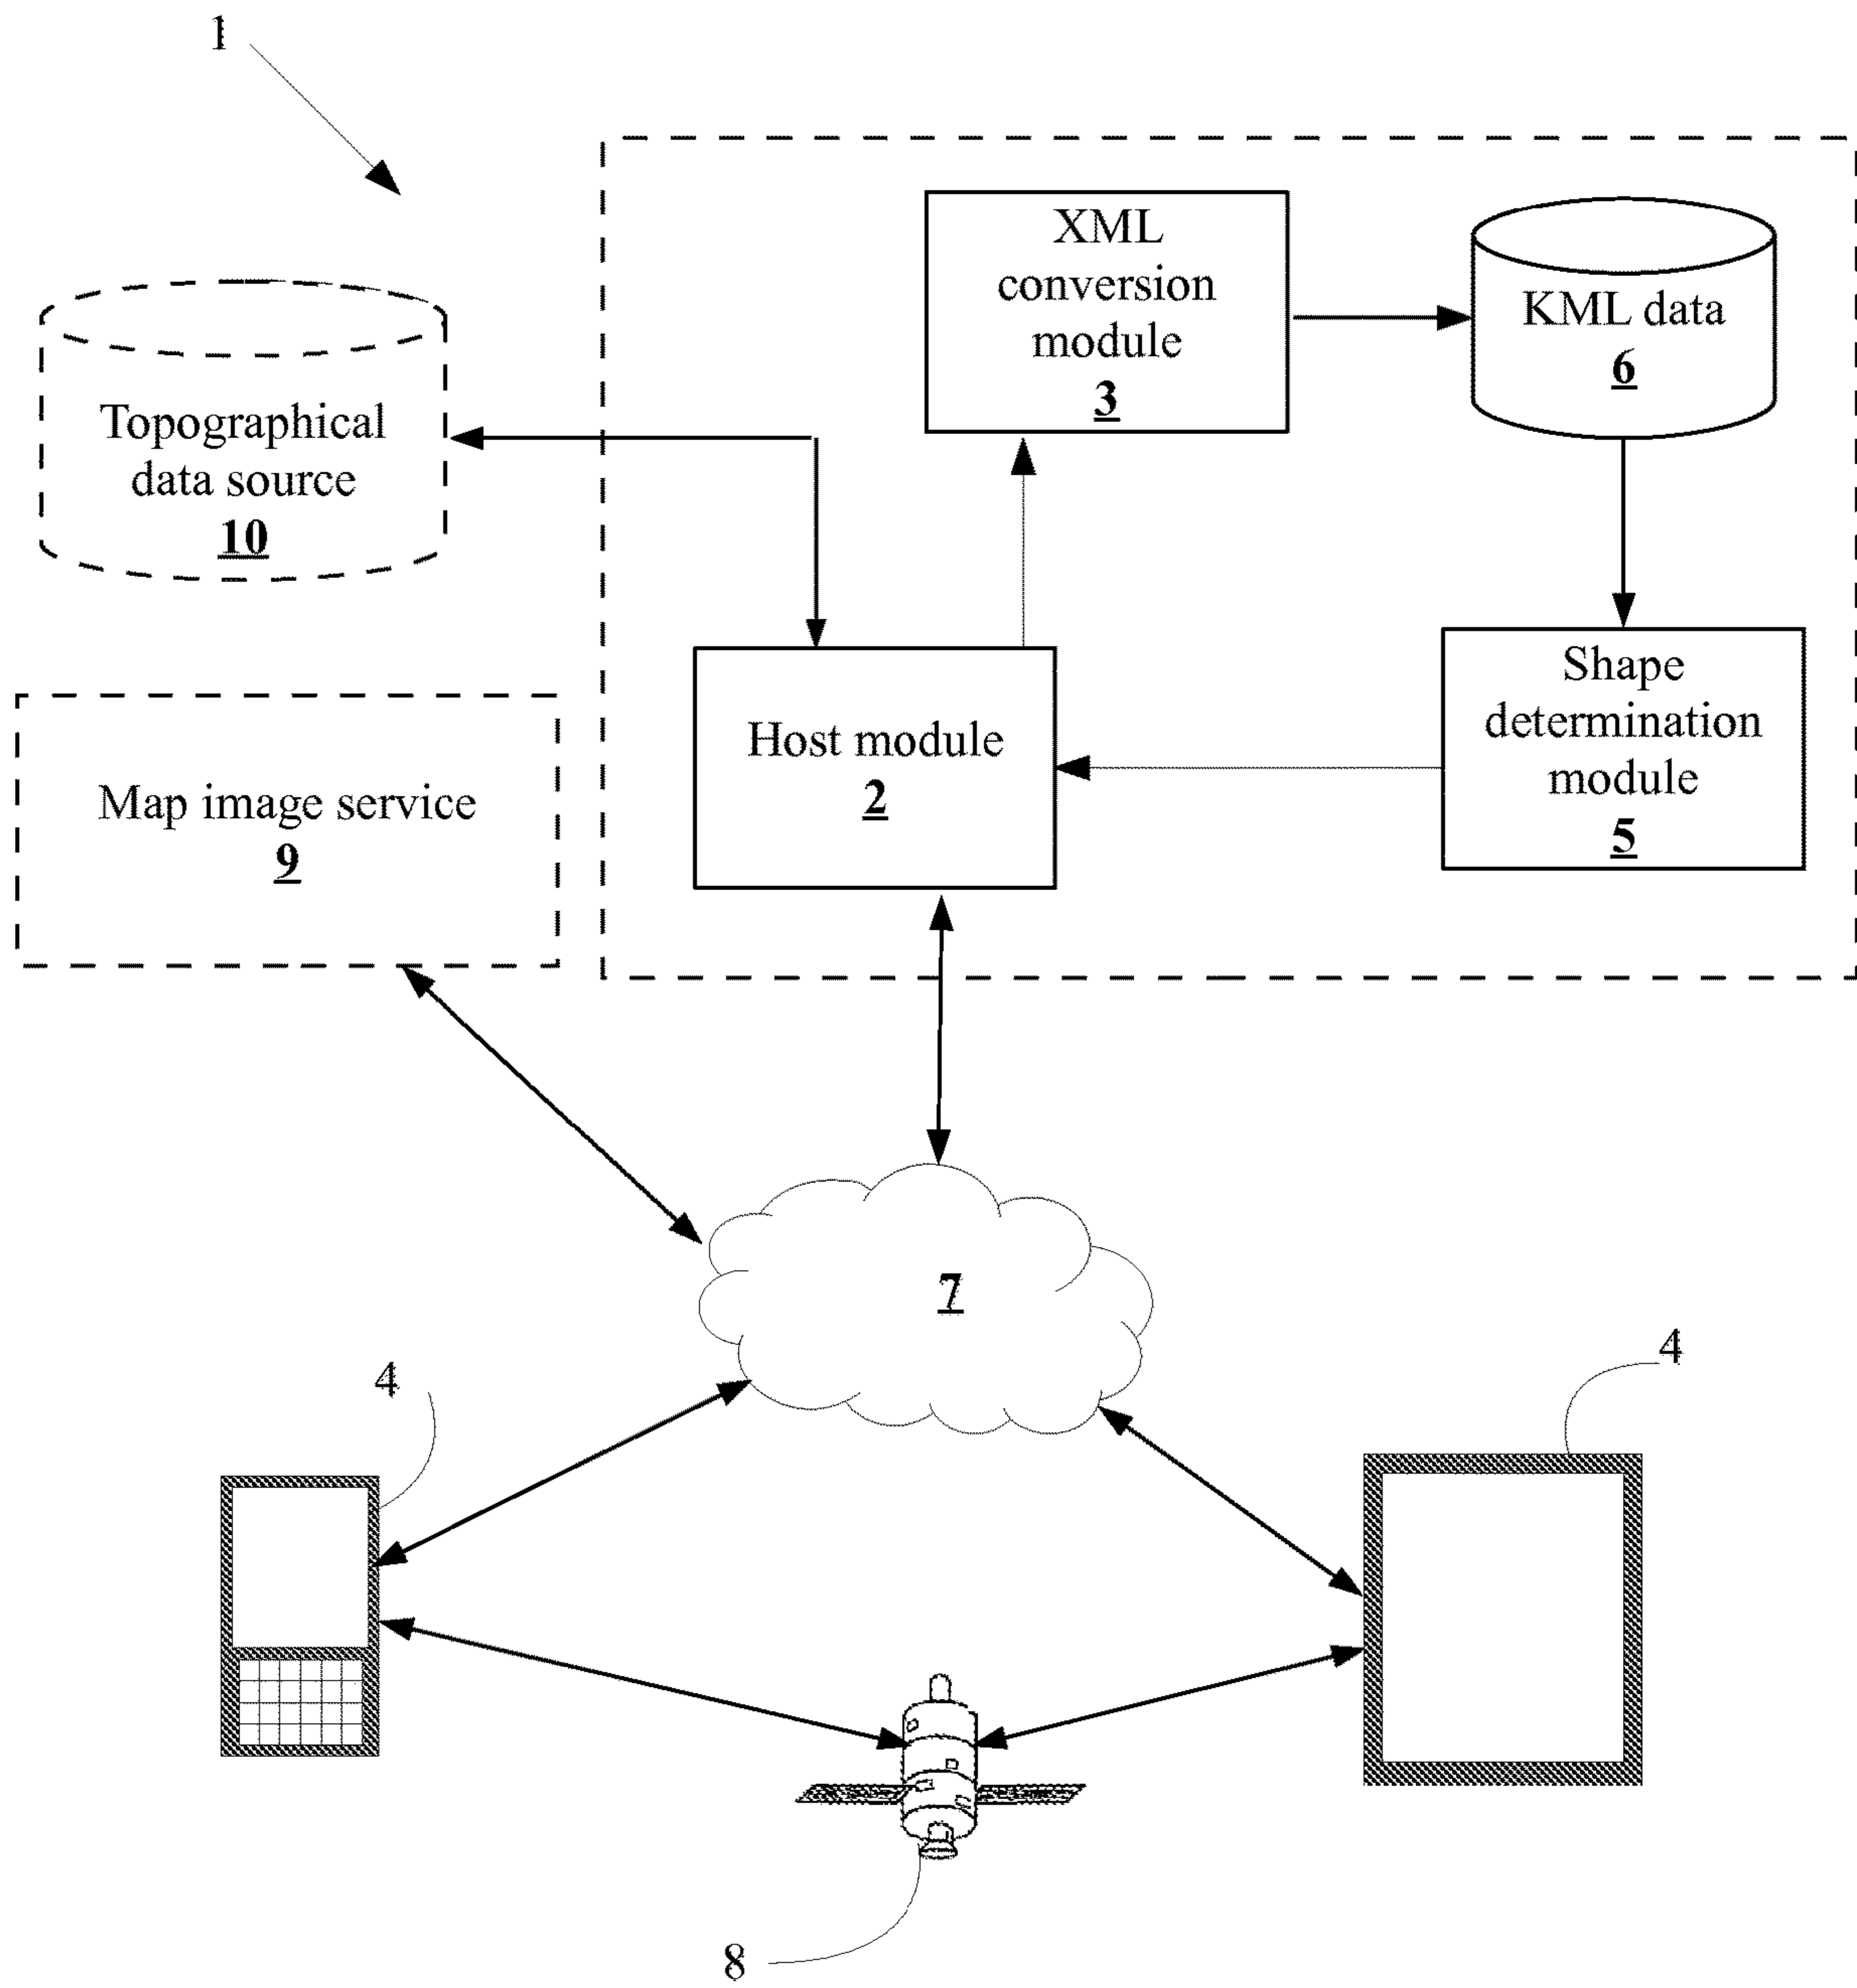 1
XML
conversion
module
3
KML data
6
Topographical
data source
10
Host module
2
Shape
determination
module
5
Map image service
9
7
4
4
8